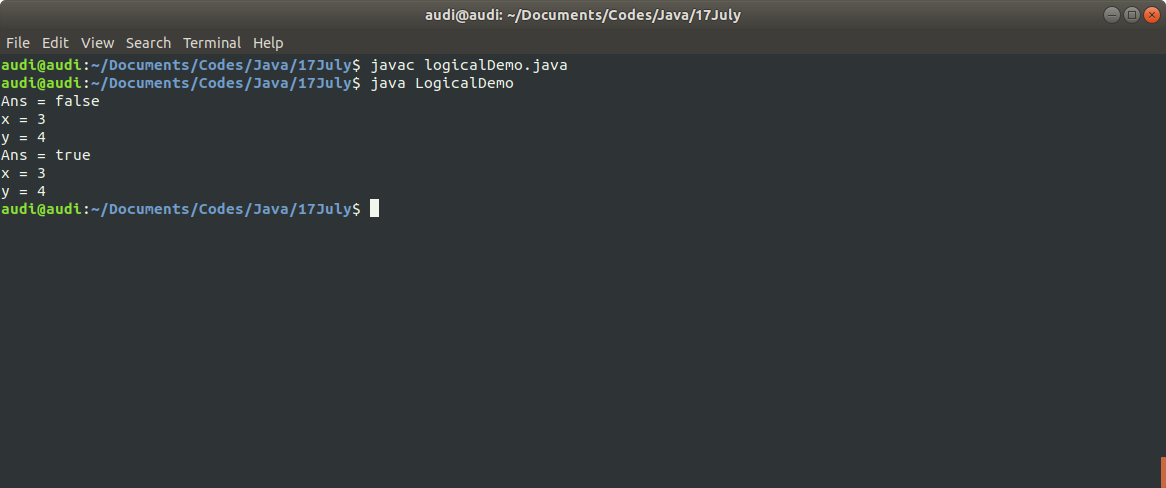 audi@audi: ~/Documents/Codes/Java/17July
File Edit View Search Terminal Help
audi@audi:~/Documents/Codes/Java/17July$ javac logicalDemo.java
audi@audi:~/Documents/Codes/Java/17July$ java LogicalDemo
Ans = false
x = 3
y = 4
Ans = true
x = 3
y = 4
audi@audi:~/Documents/Codes/Java/17July$